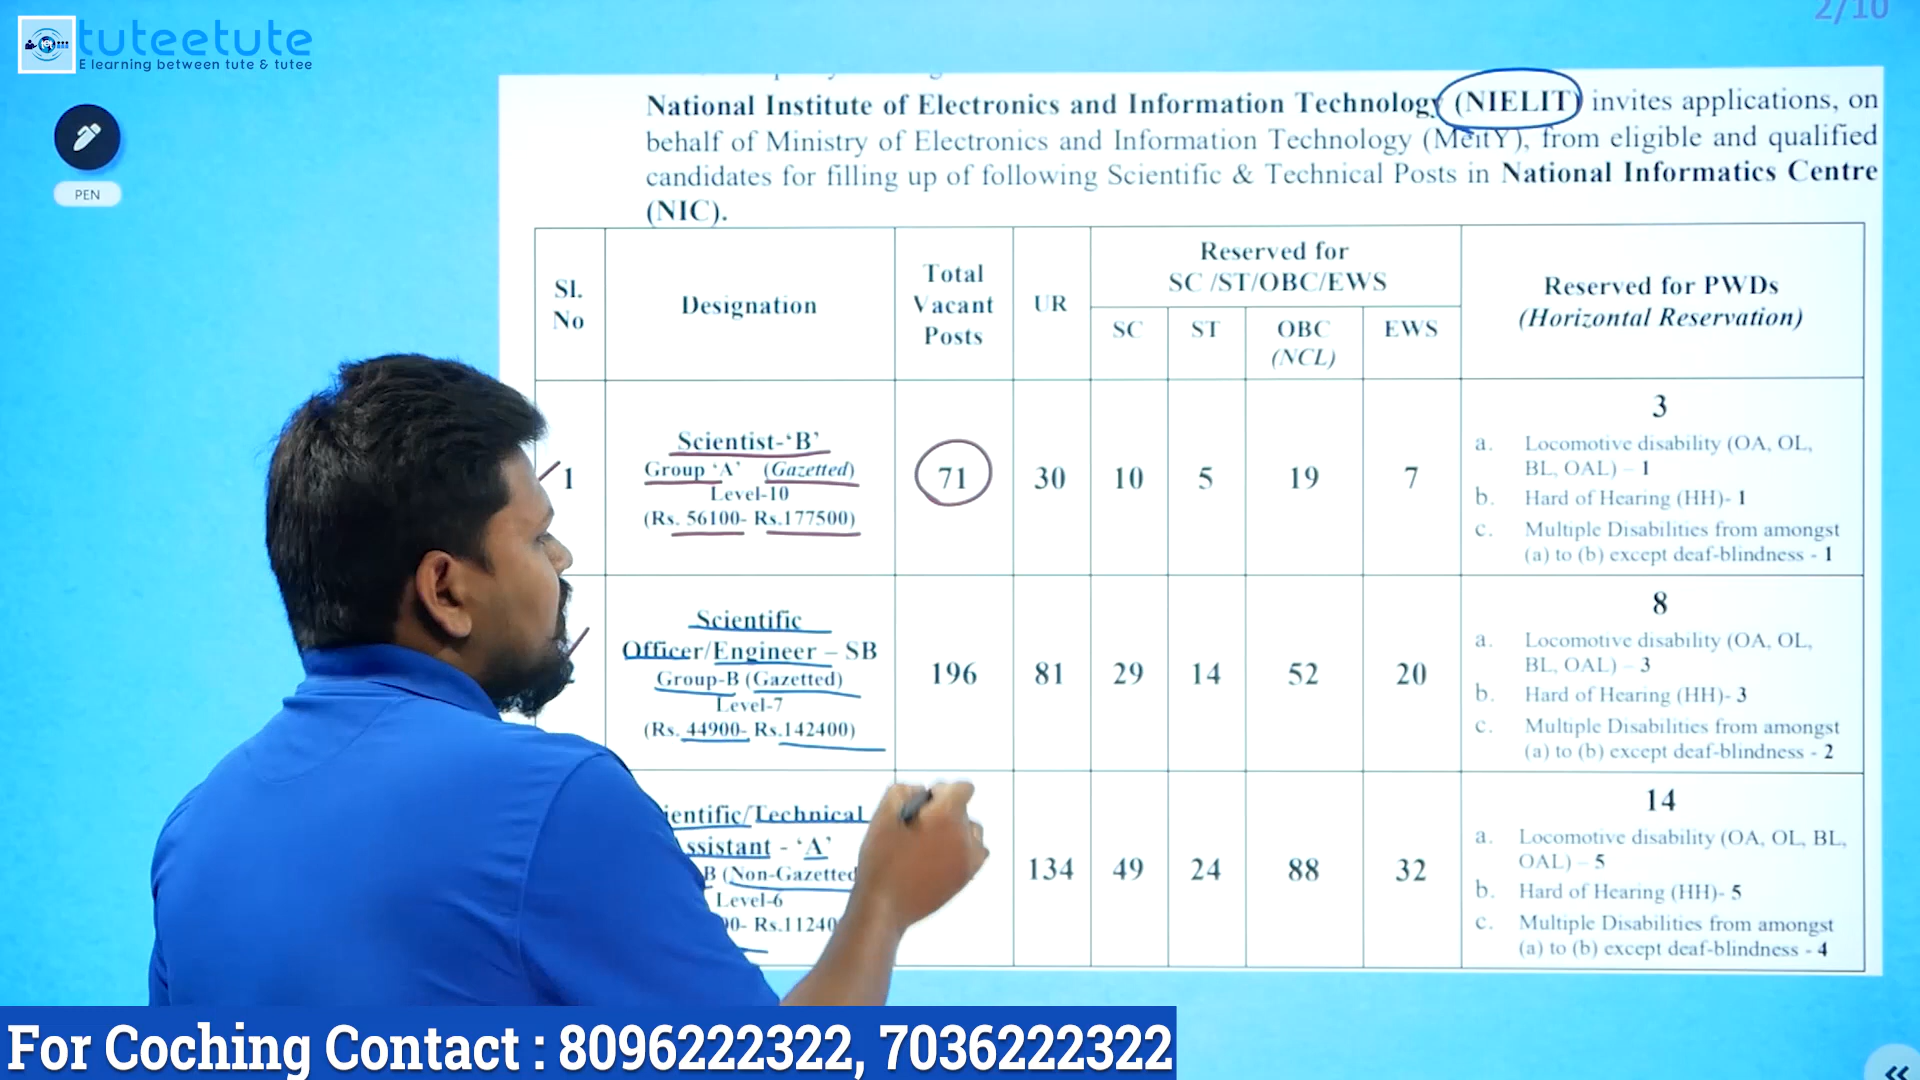 2/10
tuteetute
E learning between tute & tutee
PEN
National Institute of Electronics and Information Technology (NIELIT) invites applications, on
behalf of Ministry of Electronics and Information Technology (MeitY), from eligible and qualified
candidates for filling up of following Scientific & Technical Posts in National Informatics Centre
(NIC).
Sl. No
Designation
Total Vacant Posts
UR
Reserved for
SC /ST/OBC/EWS
SC ST OBC (NCL) EWS
Reserved for PWDs
(Horizontal Reservation)
1
Scientist-‘B’
Group ‘A’ (Gazetted)
Level-10
(Rs. 56100- Rs.177500)
71 30 10 5 19 7
3
a. Locomotive disability (OA, OL,
BL, OAL) – 1
b. Hard of Hearing (HH)- 1
c. Multiple Disabilities from amongst
(a) to (b) except deaf-blindness - 1
Scientific
Officer/Engineer – SB
Group-B (Gazetted)
Level-7
(Rs. 44900- Rs.142400)
196 81 29 14 52 20
8
a. Locomotive disability (OA, OL,
BL, OAL) – 3
b. Hard of Hearing (HH)- 3
c. Multiple Disabilities from amongst
(a) to (b) except deaf-blindness - 2
entific/Technical
ssistant - ‘A’
B (Non-Gazetted
Level-6
00- Rs.11240
134 49 24 88 32
14
a. Locomotive disability (OA, OL, BL,
OAL) – 5
b. Hard of Hearing (HH)- 5
c. Multiple Disabilities from amongst
(a) to (b) except deaf-blindness - 4
For Coching Contact : 8096222322, 7036222322